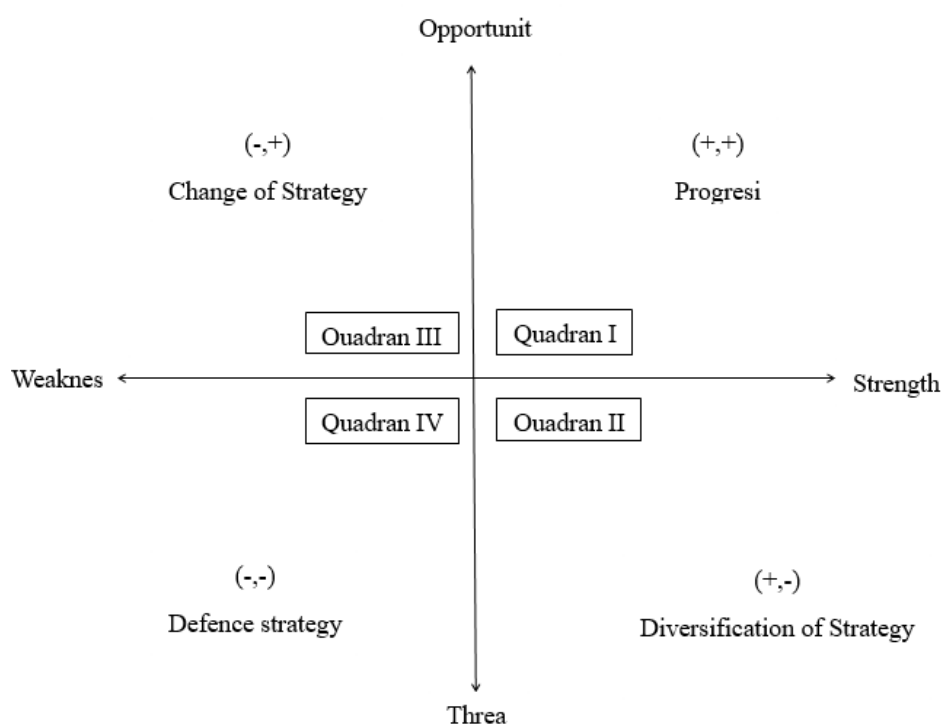 Opportunit
(-,+)
(+,+)
Change of Strategy
Progresi
Ouadran III
Quadran I
Weaknes
Strength
Quadran IV
Ouadran II
(-,-)
(+,-)
Defence strategy
Diversification of Strategy
Threa